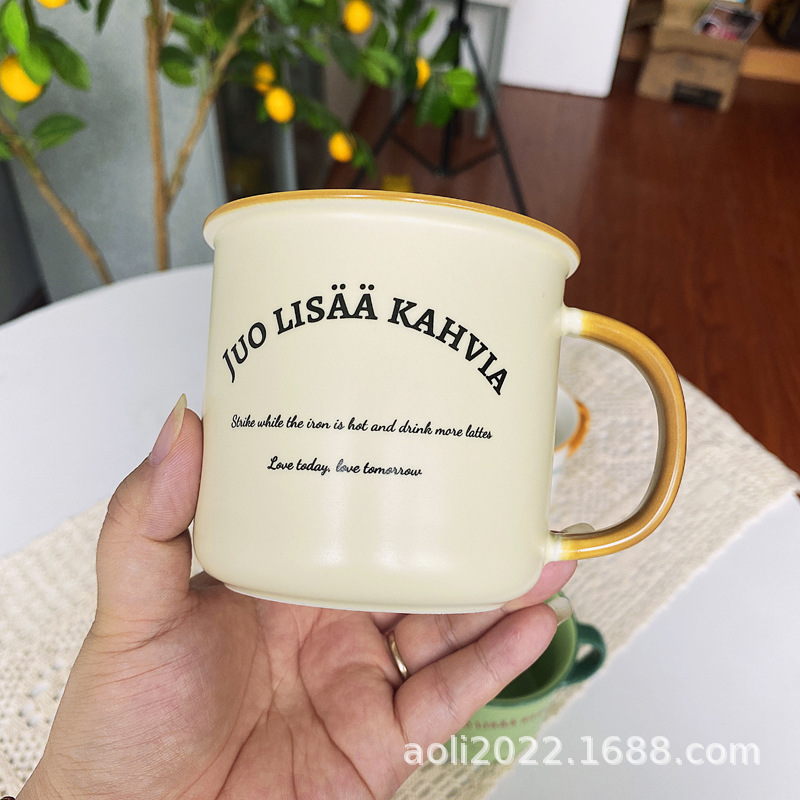 JUO LISÄÄ KAHVIA
Strike while the iron is hot and drink more lattes
Love today, love tomorrow
aoli2022.1688.com